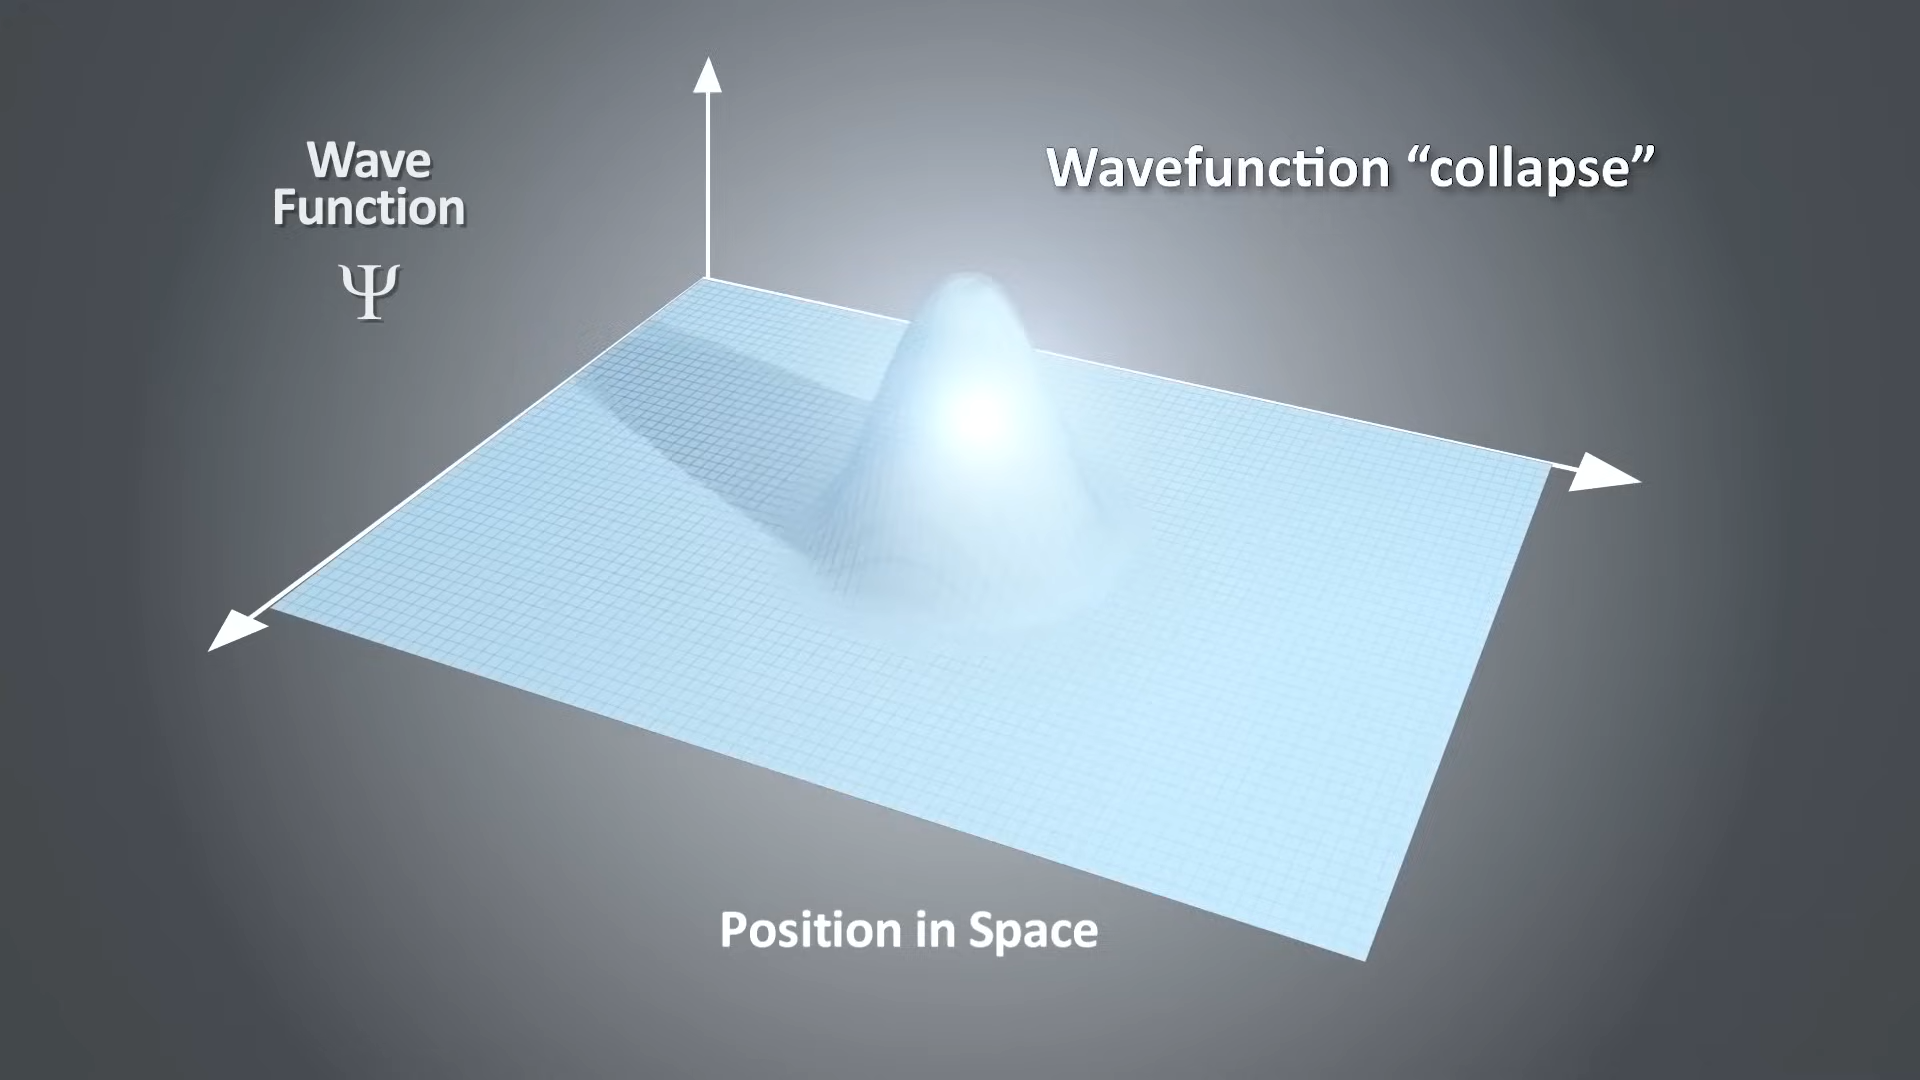 Wave
Function
Ψ
Wavefunction “collapse”
Position in Space